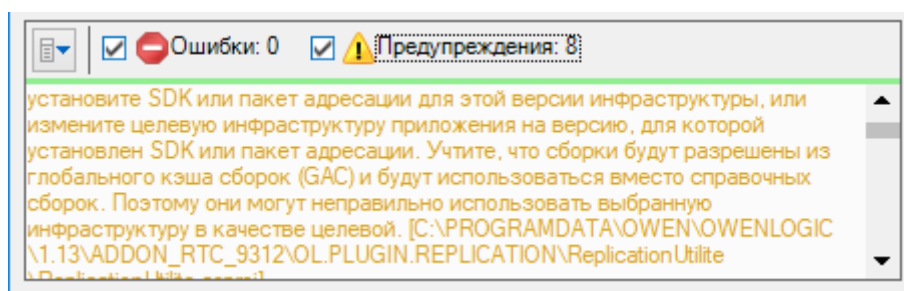 Ошибки: 0 Предупреждения: 8
установите SDK или пакет адресации для этой версии инфраструктуры, или
измените целевую инфраструктуру приложения на версию, для которой
установлен SDK или пакет адресации. Учтите, что сборки будут разрешены из
глобального кэша сборок (GAC) и будут использоваться вместо справочных
сборок. Поэтому они могут неправильно использовать выбранную
инфраструктуру в качестве целевой. [C:\PROGRAMDATA\OWEN\OWENLOGIC
\1.13\ADDON_RTC_9312\OL.PLUGIN.REPLICATION\ReplicationUtilite